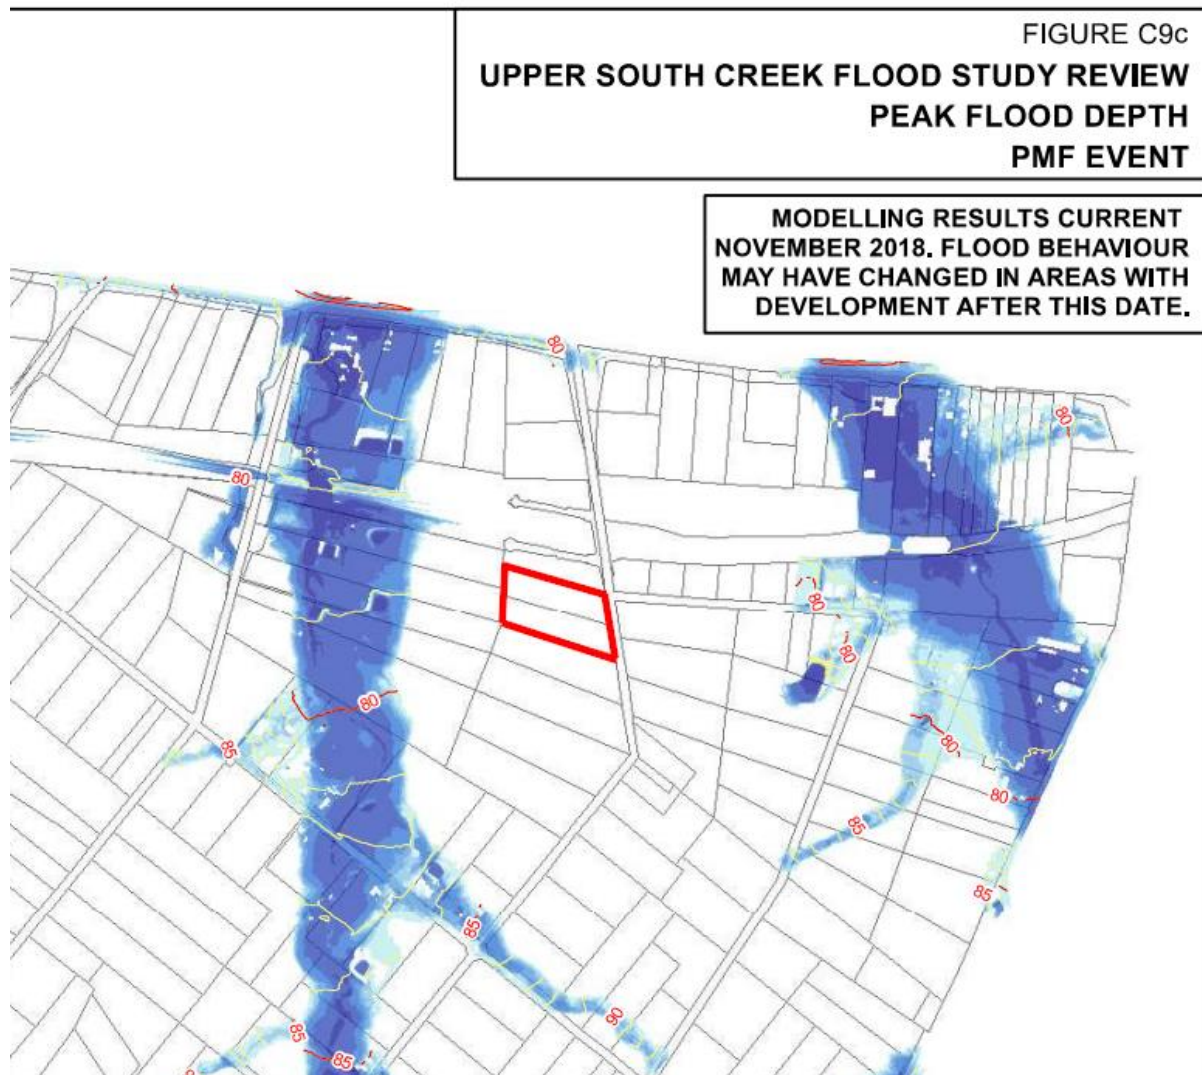 FIGURE C9c
UPPER SOUTH CREEK FLOOD STUDY REVIEW
PEAK FLOOD DEPTH
PMF EVENT
MODELLING RESULTS CURRENT
NOVEMBER 2018. FLOOD BEHAVIOUR
MAY HAVE CHANGED IN AREAS WITH
DEVELOPMENT AFTER THIS DATE.
80
80
80
80
80
80
80
85
80
85
85
85
90
85
85